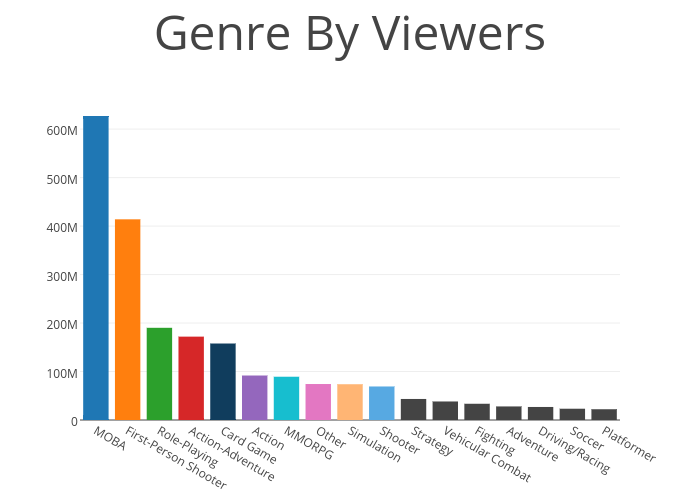 Genre By Viewers
600M
500M
400M
300M
200M
100M
0
MOBA
First-Person Shooter
Role-Playing
Action-Adventure
Card Game
Action
MMORPG
Other
Simulation
Shooter
Strategy
Vehicular Combat
Fighting
Adventure
Driving/Racing
Soccer
Platformer